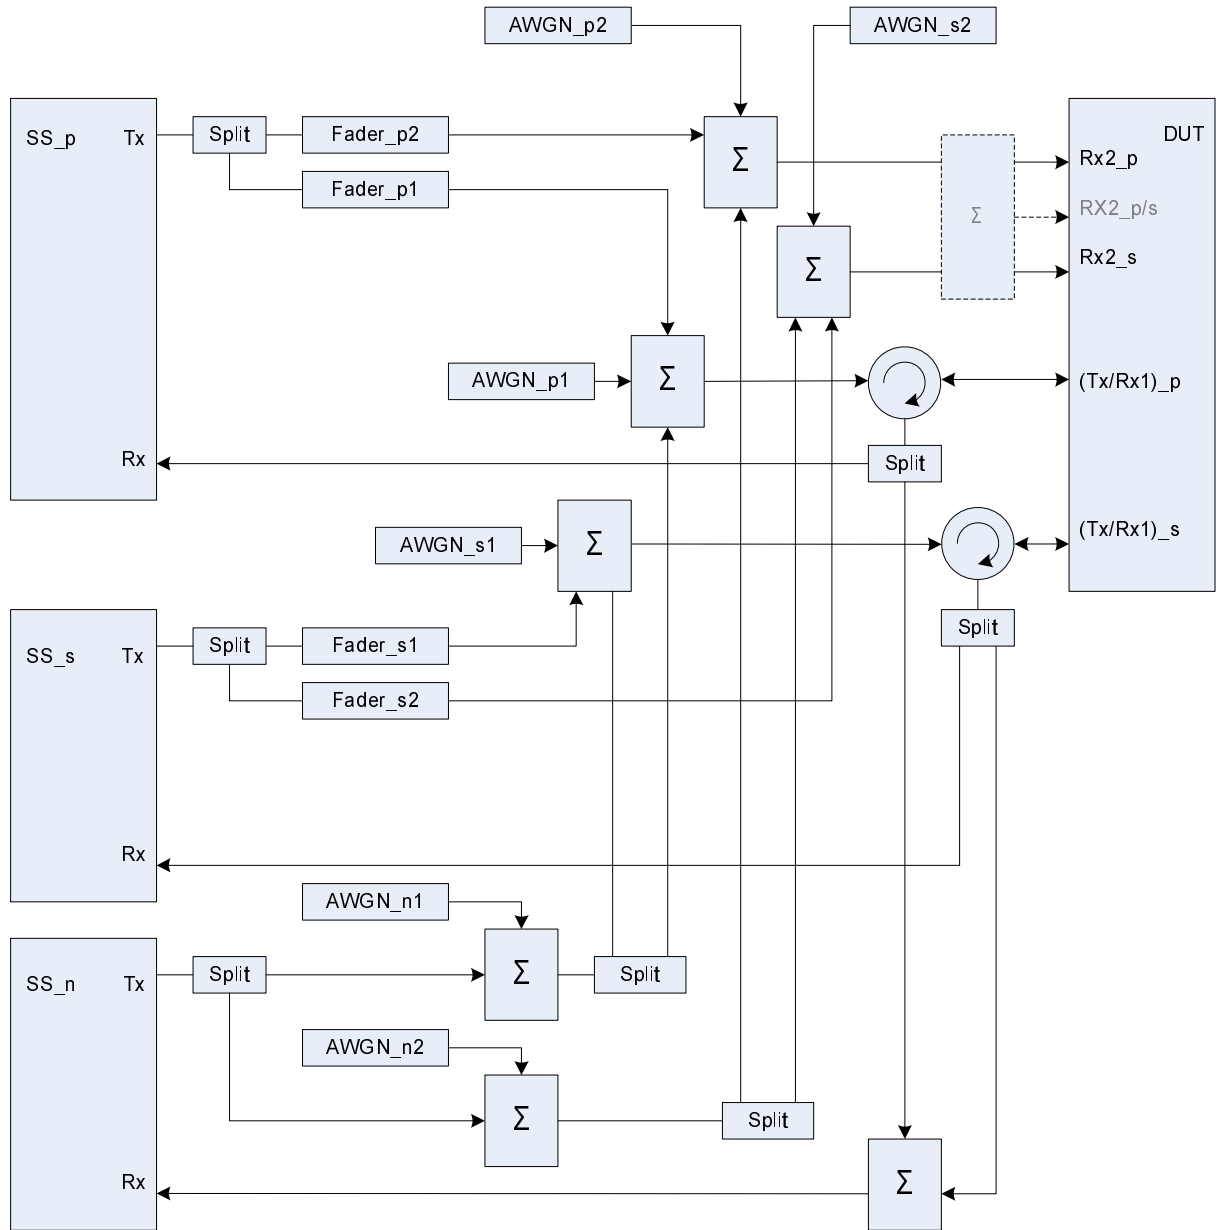 AWGN_p2
AWGN_s2
SS_p
Tx
Split
Fader_p2
Fader_p1
Σ
Σ
Σ
DUT
Rx2_p
RX2_p/s
Rx2_s
AWGN_p1
Σ
(Tx/Rx1)_p
Rx
Split
AWGN_s1
Σ
(Tx/Rx1)_s
Split
SS_s
Tx
Split
Fader_s1
Fader_s2
Rx
AWGN_n1
SS_n
Tx
Split
Σ
Split
AWGN_n2
Σ
Split
Rx
Σ